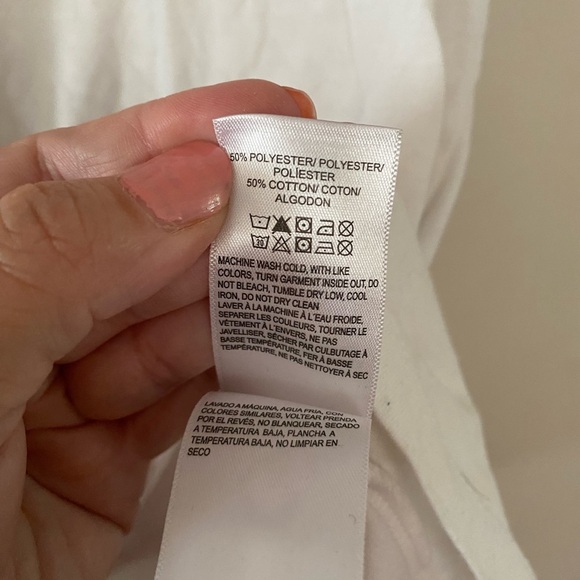 50% POLYESTER/ POLYESTER/
POLÍESTER
50% COTTON/ COTON/
ALGODON
30
MACHINE WASH COLD, WITH LIKE
COLORS, TURN GARMENT INSIDE OUT, DO
NOT BLEACH, TUMBLE DRY LOW, COOL
IRON, DO NOT DRY CLEAN
LAVER À LA MACHINE À L'EAU FROIDE,
SEPARER LES COULEURS, TOURNER LE
VÊTEMENT À L'ENVERS, NE PAS
JAVELLISER, SÉCHER PAR CULBUTAGE À
BASSE TEMPÉRATURE, FER À BASSE
TEMPÉRATURE, NE PAS NETTOYER À SEC
LAVADO A MÁQUINA, AGUA FRIA, CON
COLORES SIMILARES, VOLTEAR PRENDA
POR EL REVÉS, NO BLANQUEAR, SECADO
A TEMPERATURA BAJA, PLANCHA A
TEMPERATURA BAJA, NO LIMPIAR EN
SECO